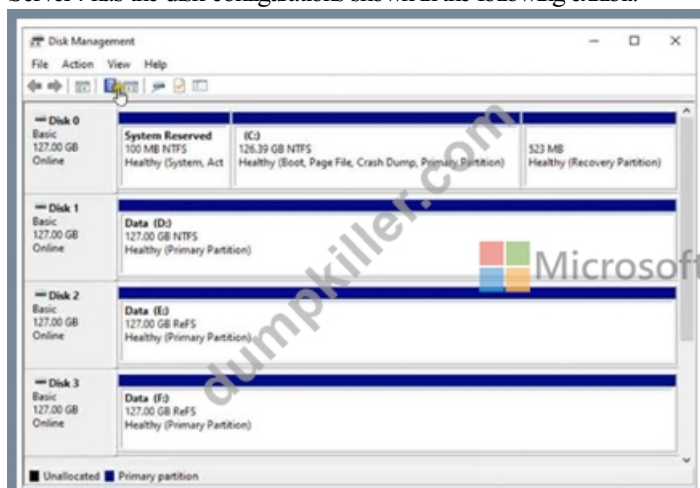 Server4 has the disk configurations shown in the following exhibit.
Disk Management
File Action View Help
Disk 0
Basic
127.00 GB
Online
System Reserved
100 MB NTFS
Healthy (System, Act
(C:)
126.39 GB NTFS
Healthy (Boot, Page File, Crash Dump, Primary Partition)
523 MB
Healthy (Recovery Partition)
Disk 1
Basic
127.00 GB
Online
Data (D:)
127.00 GB NTFS
Healthy (Primary Partition)
Disk 2
Basic
127.00 GB
Online
Data (E:)
127.00 GB ReFS
Healthy (Primary Partition)
Disk 3
Basic
127.00 GB
Online
Data (F:)
127.00 GB ReFS
Healthy (Primary Partition)
Unallocated Primary partition
dumpkiller.com
Microsoft